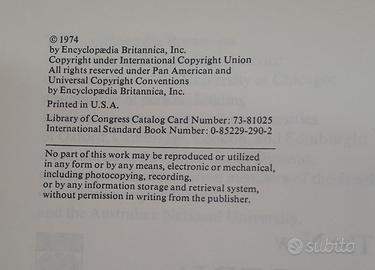 © 1974
by Encyclopædia Britannica, Inc.
Copyright under International Copyright Union
All rights reserved under Pan American and
Universal Copyright Conventions
by Encyclopædia Britannica, Inc.
Printed in U.S.A.
Library of Congress Catalog Card Number: 73-81025
International Standard Book Number: 0-85229-290-2
No part of this work may be reproduced or utilized
in any form or by any means, electronic or mechanical,
including photocopying, recording,
or by any information storage and retrieval system,
without permission in writing from the publisher.
subito